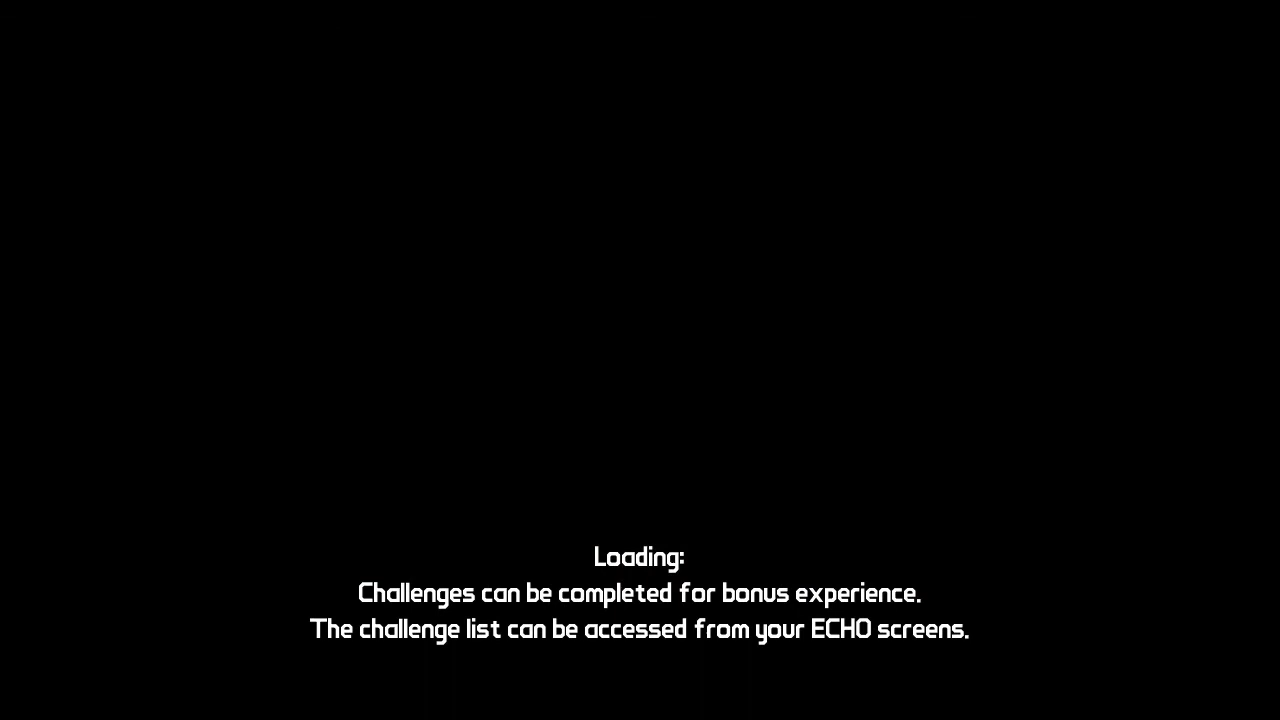 Loading:
Challenges can be completed for bonus experience.
The challenge list can be accessed from your ECHO screens.